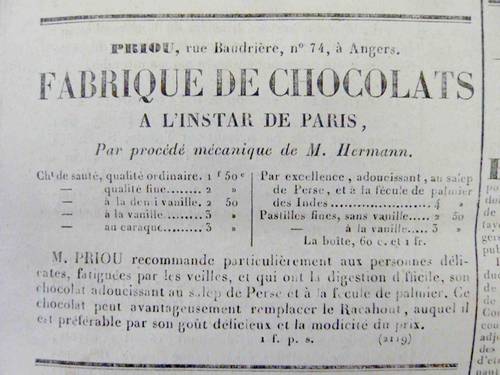 PRIOU, rue Baudrière, nº 74, à Angers.
FABRIQUE DE CHOCOLATS
A L'INSTAR DE PARIS,
Par procédé mécanique de M. Hermann.
Cht de santé, qualité ordinaire. 1 f 50 c
— qualité fine........ 2 »
— à la demi vanille. 2 50
— à la vanille....... 3 »
— au caraque...... 3 »
Par excellence, adoucissant, au salep
de Perse, et à la fécule de palmier
des Indes.................. 4 »
Pastilles fines, sans vanille... 2 50
— à la vanille..... 3 »
La boîte, 60 c. et 1 fr.
M. PRIOU recommande particulièrement aux personnes déli-
cates, fatiguées par les veilles, et qui ont la digestion difficile, son
chocolat adoucissant au salep de Perse et à la fécule de palmier. Ce
chocolat peut avantageusement remplacer le Racahout, auquel il
est préférable par son goût délicieux et la modicité du prix.
1 f. p. s. (2119)